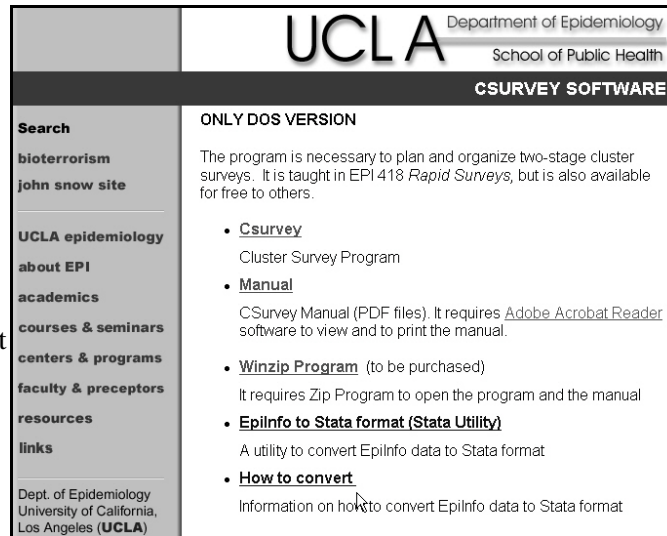 UCLA
Department of Epidemiology
School of Public Health
CSURVEY SOFTWARE
Search
bioterrorism
john snow site
UCLA epidemiology
about EPI
academics
courses & seminars
centers & programs
faculty & preceptors
resources
links
Dept. of Epidemiology
University of California,
Los Angeles (UCLA)
t
ONLY DOS VERSION
The program is necessary to plan and organize two-stage cluster
surveys. It is taught in EPI 418 Rapid Surveys, but is also available
for free to others.
• Csurvey
Cluster Survey Program
• Manual
CSurvey Manual (PDF files). It requires Adobe Acrobat Reader
software to view and to print the manual.
• Winzip Program (to be purchased)
It requires Zip Program to open the program and the manual
• EpiInfo to Stata format (Stata Utility)
A utility to convert EpiInfo data to Stata format
• How to convert
Information on how to convert EpiInfo data to Stata format